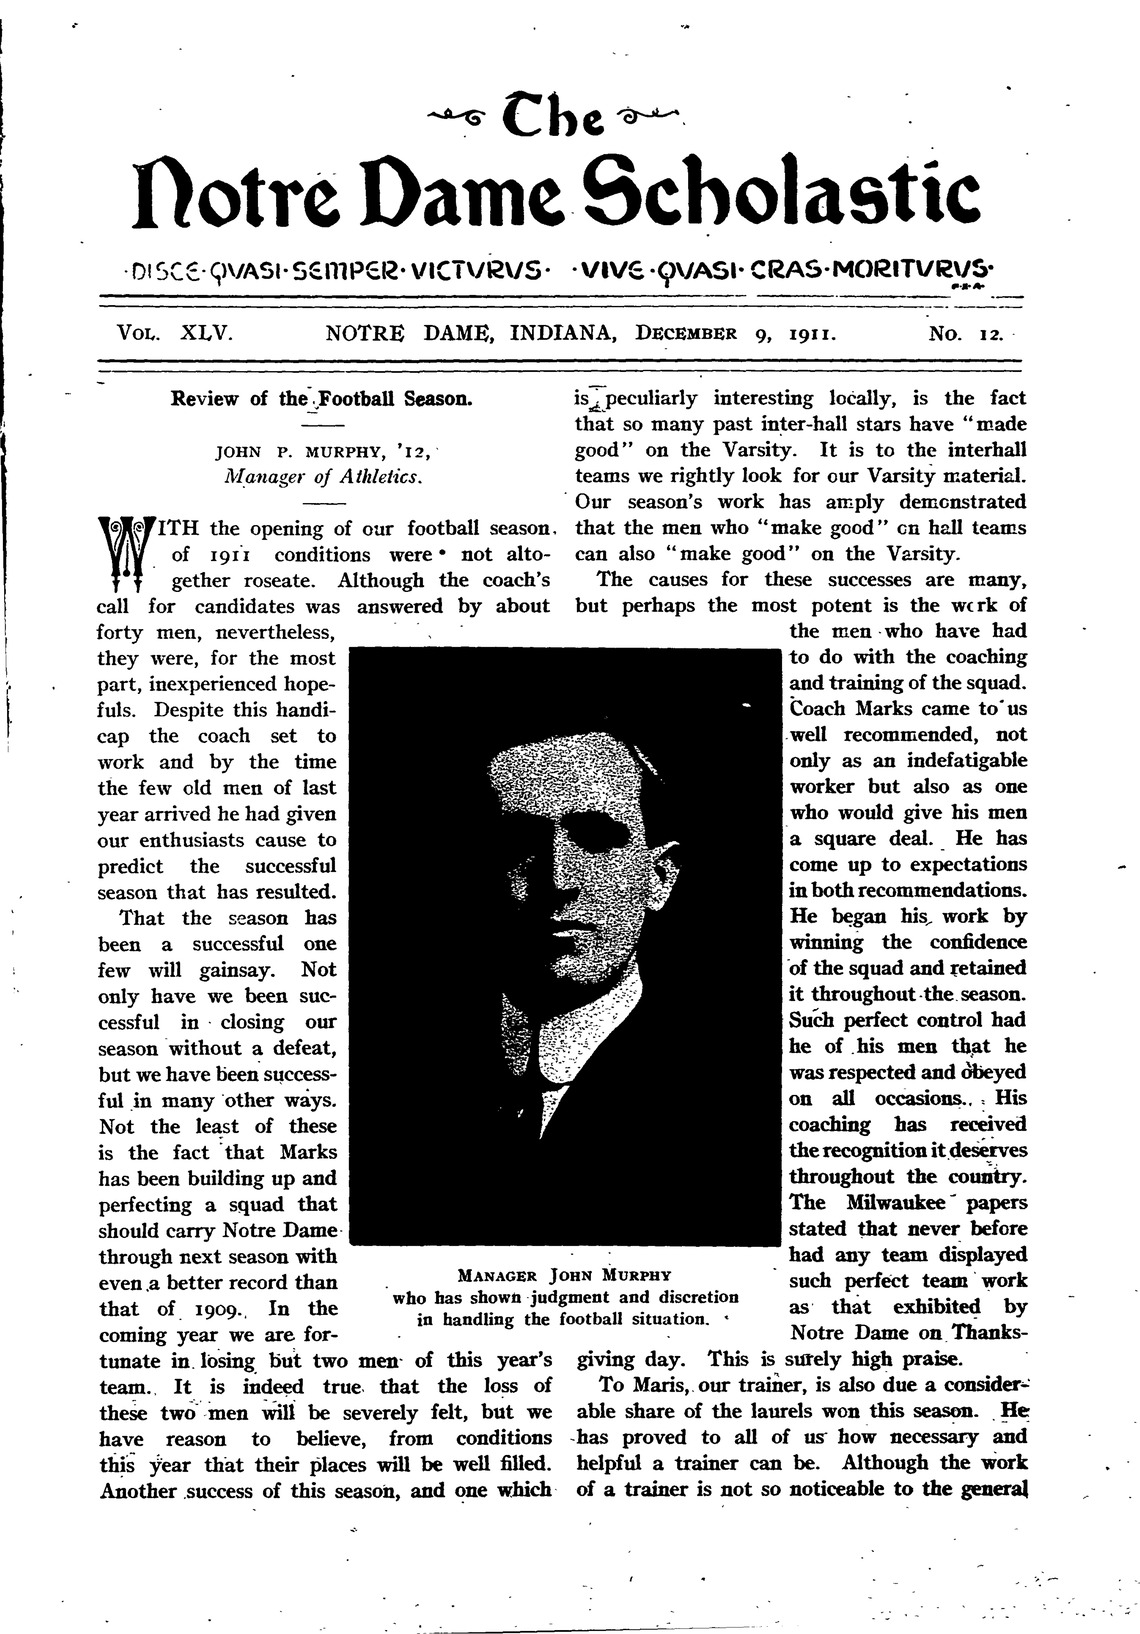 The
Notre Dame Scholastic
·DISCE·QVASI·SEMPER·VICTVRVS· ·VIVE·QVASI·CRAS·MORITVRVS·
Vol. XLV. NOTRE DAME, INDIANA, December 9, 1911. No. 12.
Review of the Football Season.
JOHN P. MURPHY, '12,
Manager of Athletics.
WITH the opening of our football season
of 1911 conditions were not alto-
gether roseate. Although the coach's
call for candidates was answered by about
forty men, nevertheless,
they were, for the most
part, inexperienced hope-
fuls. Despite this handi-
cap the coach set to
work and by the time
the few old men of last
year arrived he had given
our enthusiasts cause to
predict the successful
season that has resulted.
That the season has
been a successful one
few will gainsay. Not
only have we been suc-
cessful in closing our
season without a defeat,
but we have been success-
ful in many other ways.
Not the least of these
is the fact that Marks
has been building up and
perfecting a squad that
should carry Notre Dame
through next season with
even a better record than
that of 1909. In the
coming year we are for-
tunate in losing but two men of this year's
team. It is indeed true that the loss of
these two men will be severely felt, but we
have reason to believe, from conditions
this year that their places will be well filled.
Another success of this season, and one which
Manager John Murphy
who has shown judgment and discretion
in handling the football situation.
is peculiarly interesting locally, is the fact
that so many past inter-hall stars have "made
good" on the Varsity. It is to the interhall
teams we rightly look for our Varsity material.
Our season's work has amply demonstrated
that the men who "make good" on hall teams
can also "make good" on the Varsity.
The causes for these successes are many,
but perhaps the most potent is the work of
the men who have had
to do with the coaching
and training of the squad.
Coach Marks came to us
well recommended, not
only as an indefatigable
worker but also as one
who would give his men
a square deal. He has
come up to expectations
in both recommendations.
He began his work by
winning the confidence
of the squad and retained
it throughout the season.
Such perfect control had
he of his men that he
was respected and obeyed
on all occasions. His
coaching has received
the recognition it deserves
throughout the country.
The Milwaukee papers
stated that never before
had any team displayed
such perfect team work
as that exhibited by
Notre Dame on Thanks-
giving day. This is surely high praise.
To Maris, our trainer, is also due a consider-
able share of the laurels won this season. He
has proved to all of us how necessary and
helpful a trainer can be. Although the work
of a trainer is not so noticeable to the general